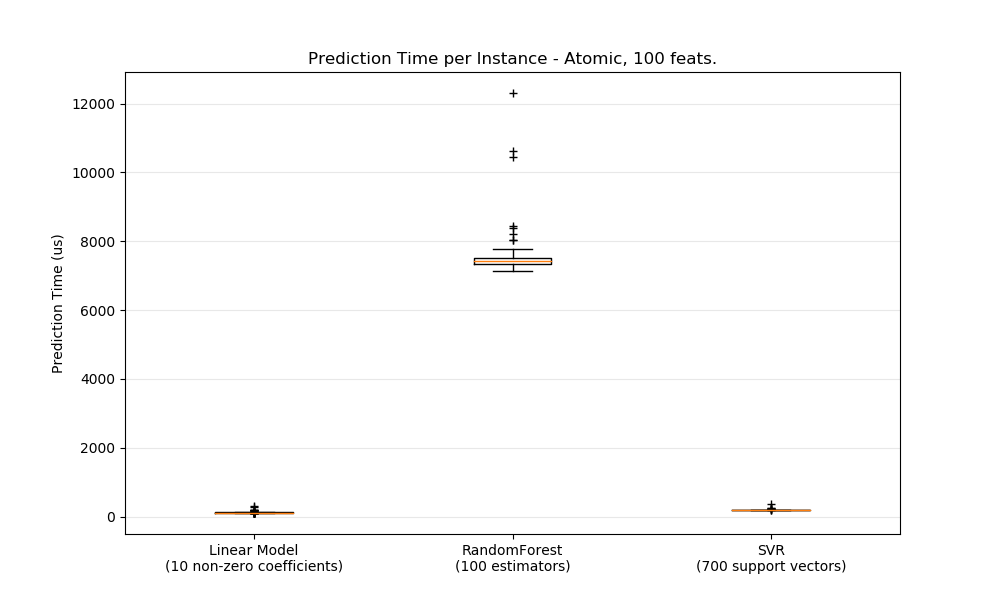 Prediction Time per Instance - Atomic, 100 feats.
Prediction Time (us)
12000
10000
8000
6000
4000
2000
0
Linear Model
(10 non-zero coefficients)
RandomForest
(100 estimators)
SVR
(700 support vectors)